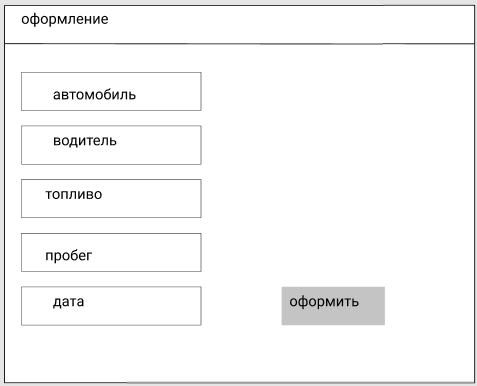 оформление
автомобиль
водитель
топливо
пробег
дата
оформить